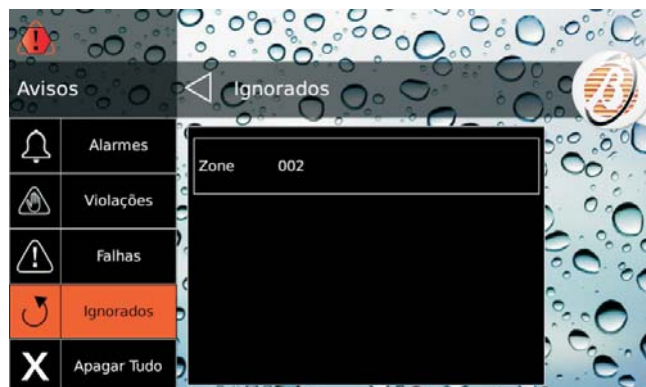 Avisos
Ignorados
Alarmes
Zone 002
Violações
Falhas
Ignorados
Apagar Tudo